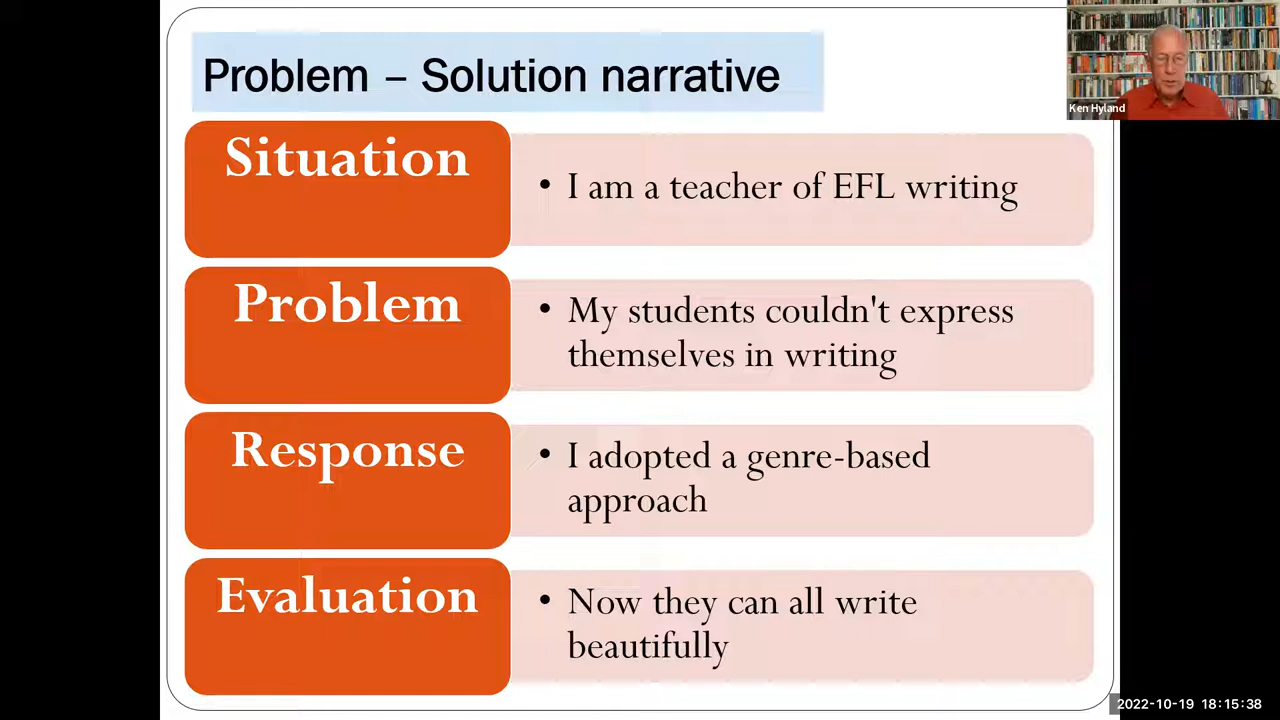 Problem – Solution narrative
Ken Hyland
Situation
• I am a teacher of EFL writing
Problem
• My students couldn't express
themselves in writing
Response
• I adopted a genre-based
approach
Evaluation
• Now they can all write
beautifully
2022-10-19 18:15:38